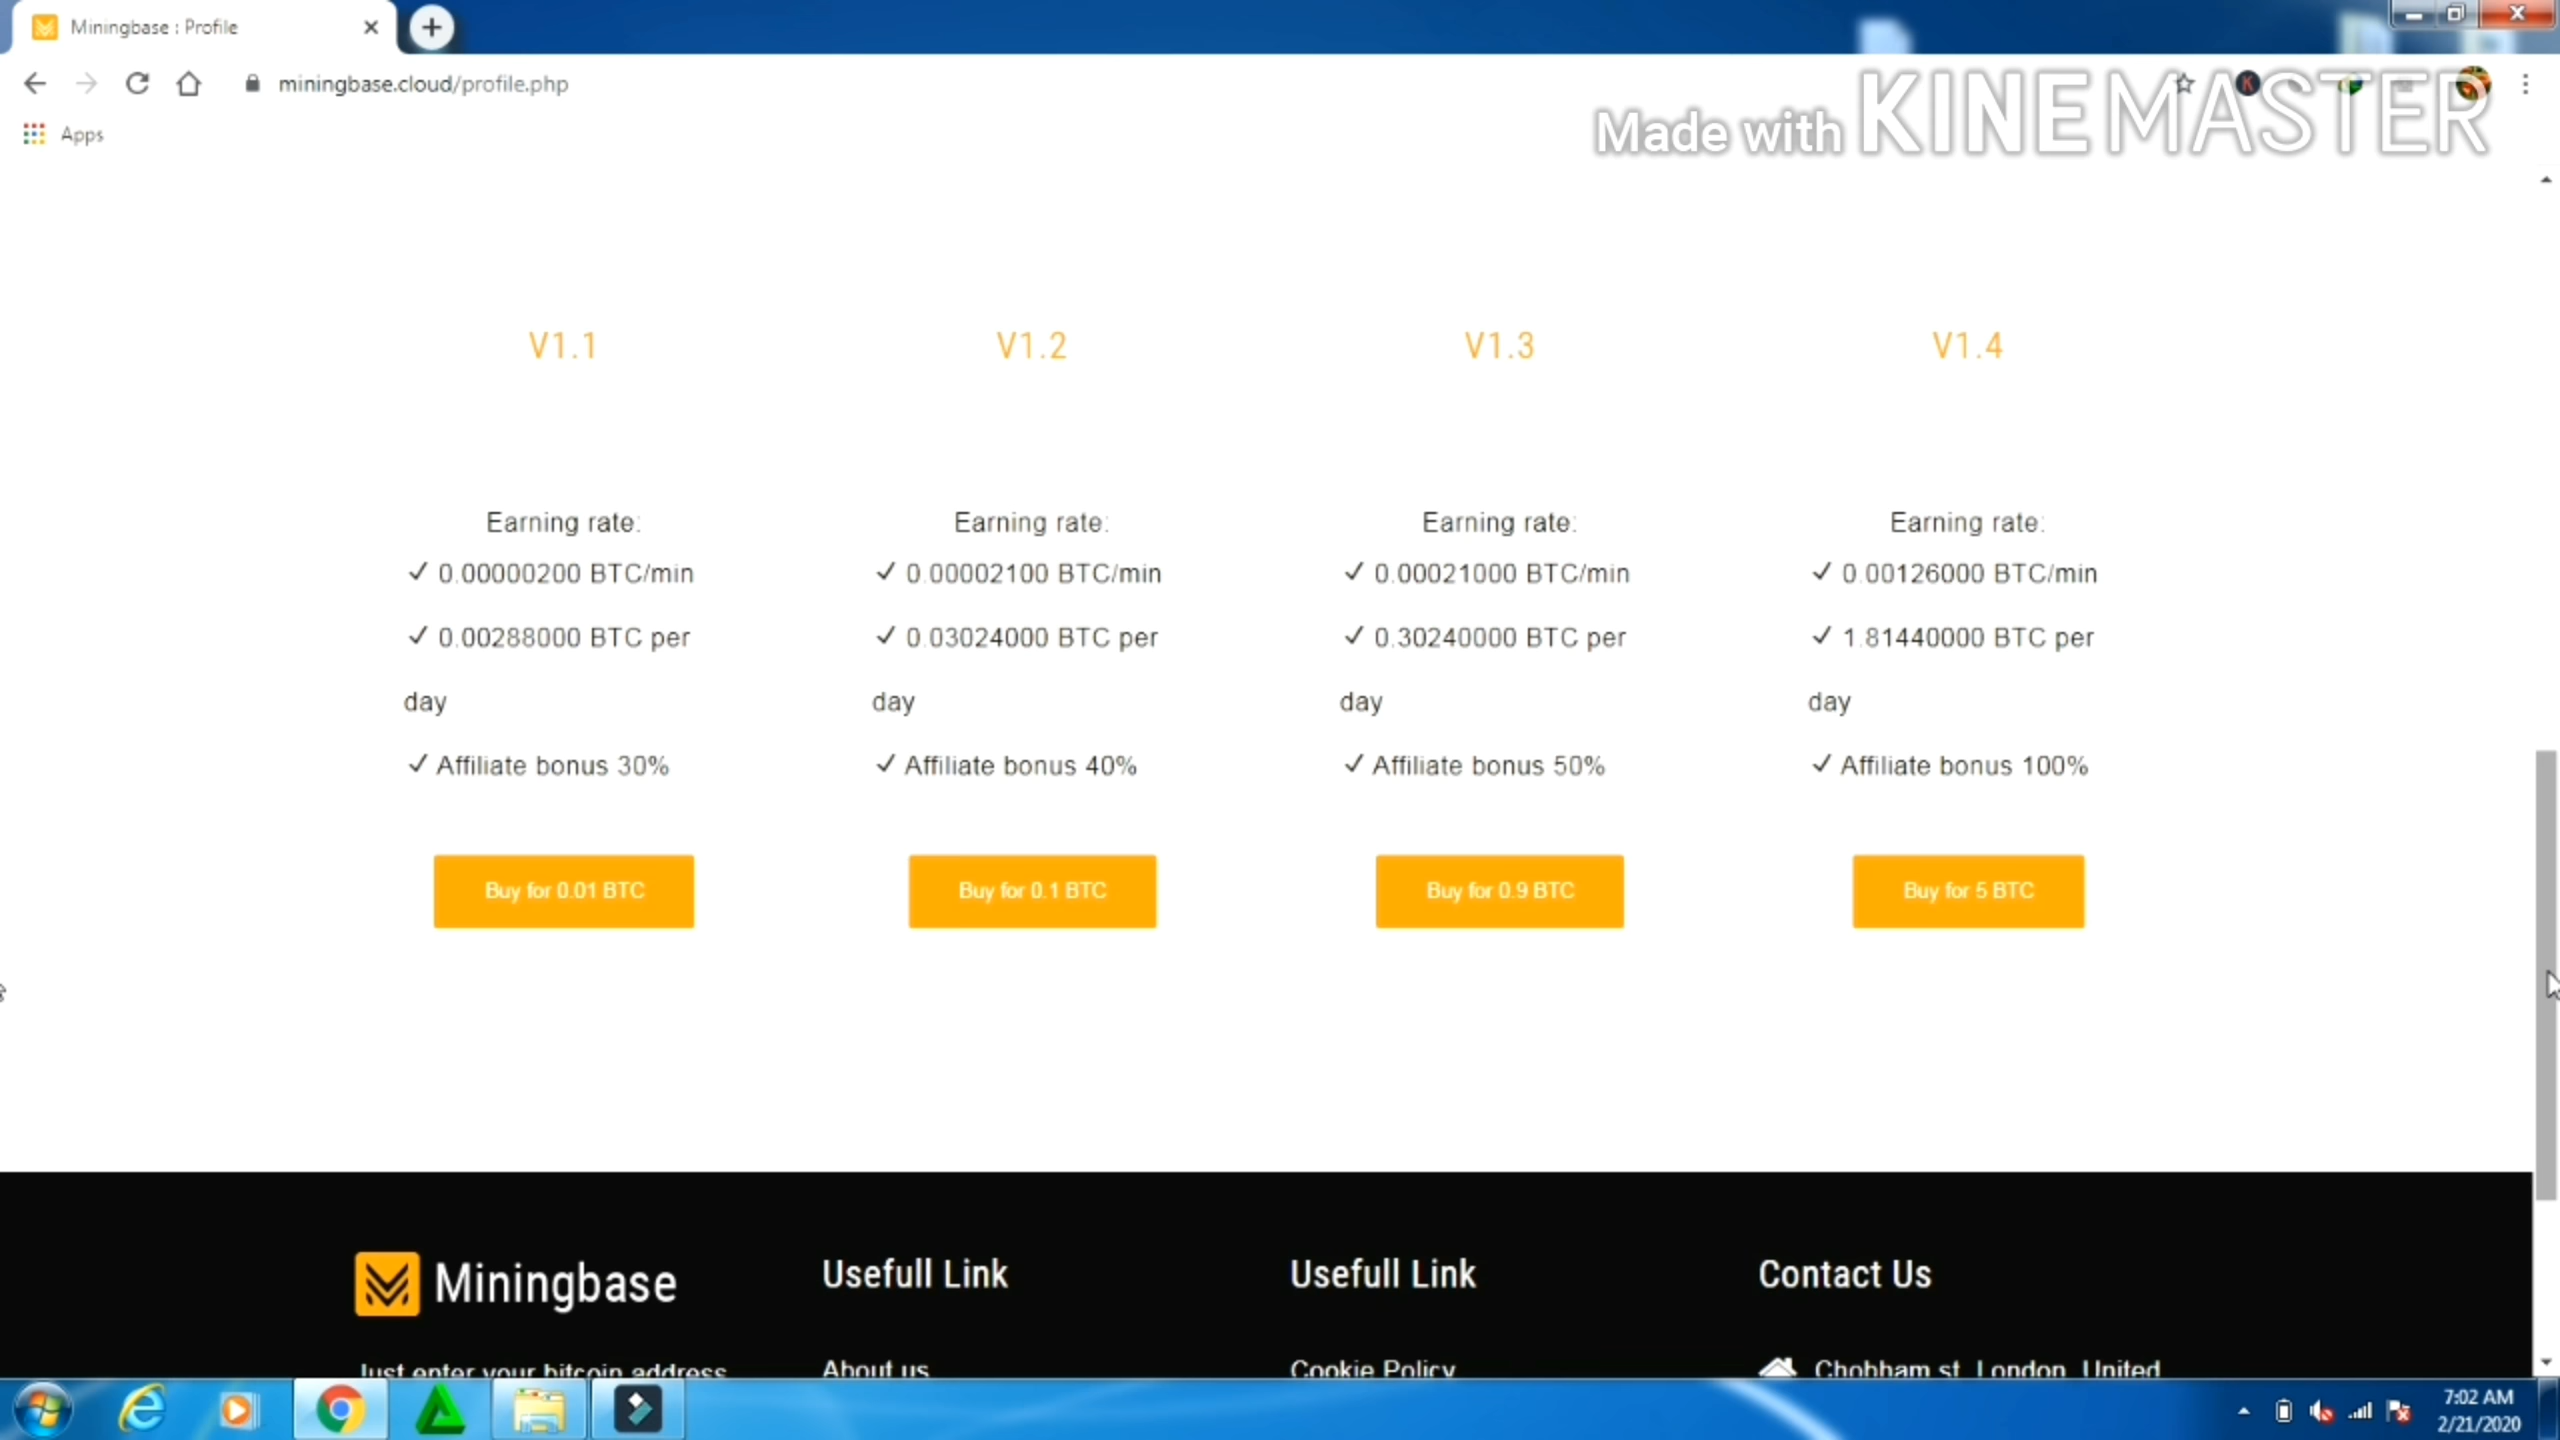 Miningbase : Profile
miningbase.cloud/profile.php
Made with KINEMASTER
Apps
V1.1
V1.2
V1.3
V1.4
Earning rate:
Earning rate:
Earning rate:
Earning rate:
✓ 0.00000200 BTC/min
✓ 0.00002100 BTC/min
✓ 0.00021000 BTC/min
✓ 0.00126000 BTC/min
✓ 0.00288000 BTC per
✓ 0.03024000 BTC per
✓ 0.30240000 BTC per
✓ 1.81440000 BTC per
day
day
day
day
✓ Affiliate bonus 30%
✓ Affiliate bonus 40%
✓ Affiliate bonus 50%
✓ Affiliate bonus 100%
Buy for 0.01 BTC
Buy for 0.1 BTC
Buy for 0.9 BTC
Buy for 5 BTC
Miningbase
Usefull Link
Usefull Link
Contact Us
Just enter your bitcoin address
About us
Cookie Policy
Chobham st. London, United
7:02 AM
2/21/2020